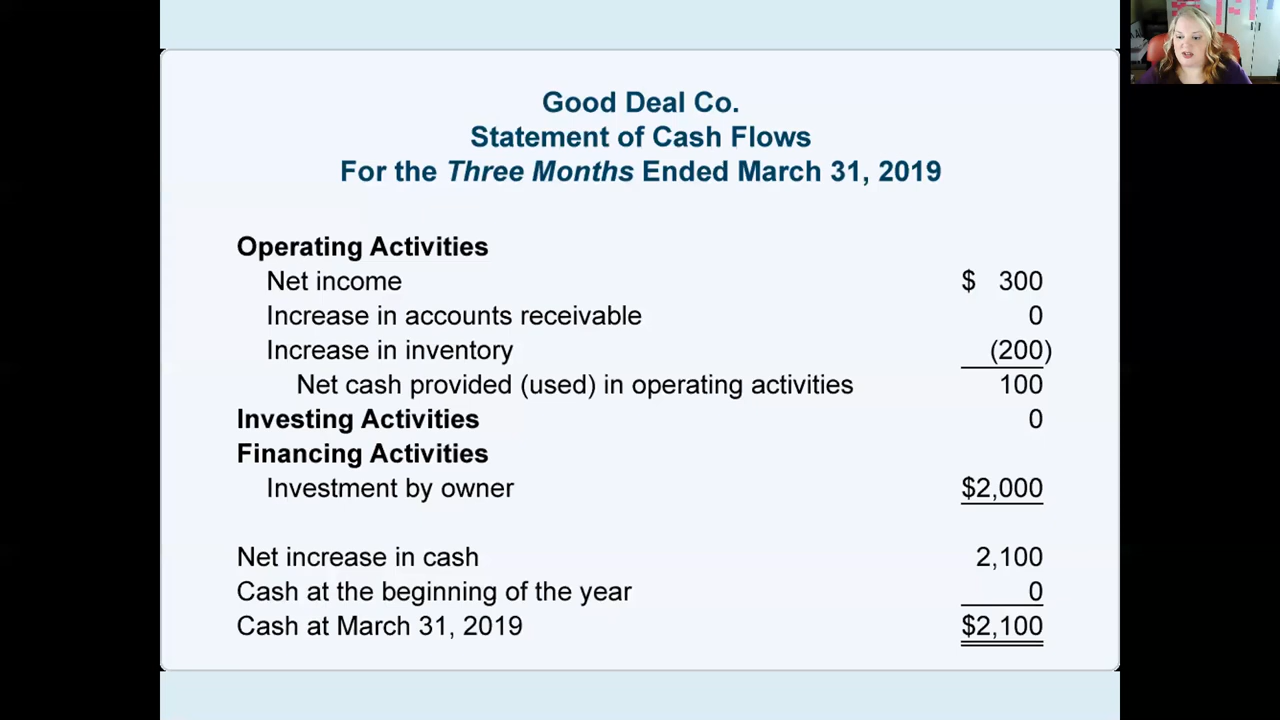 Good Deal Co.
Statement of Cash Flows
For the Three Months Ended March 31, 2019
Operating Activities
Net income $ 300
Increase in accounts receivable 0
Increase in inventory (200)
Net cash provided (used) in operating activities 100
Investing Activities 0
Financing Activities
Investment by owner $2,000
Net increase in cash 2,100
Cash at the beginning of the year 0
Cash at March 31, 2019 $2,100